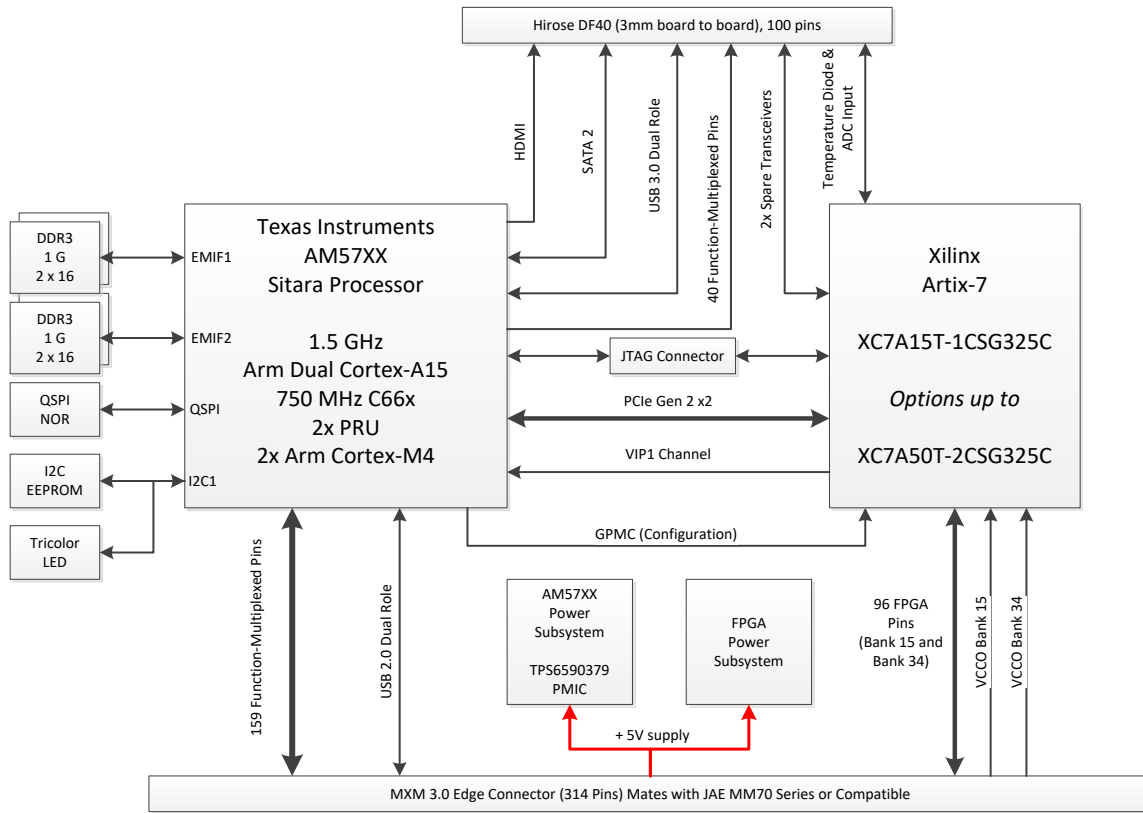 Hirose DF40 (3mm board to board), 100 pins
HDMI
SATA 2
USB 3.0 Dual Role
40 Function-Multiplexed Pins
2x Spare Transceivers
Temperature Diode &
ADC Input
DDR3
1 G
2 x 16
DDR3
1 G
2 x 16
QSPI
NOR
I2C
EEPROM
Tricolor
LED
EMIF1
EMIF2
QSPI
I2C1
Texas Instruments
AM57XX
Sitara Processor
1.5 GHz
Arm Dual Cortex-A15
750 MHz C66x
2x PRU
2x Arm Cortex-M4
JTAG Connector
PCIe Gen 2 x2
VIP1 Channel
GPMC (Configuration)
Xilinx
Artix-7
XC7A15T-1CSG325C
Options up to
XC7A50T-2CSG325C
159 Function-Multiplexed Pins
USB 2.0 Dual Role
AM57XX
Power
Subsystem
TPS6590379
PMIC
FPGA
Power
Subsystem
+ 5V supply
96 FPGA
Pins
(Bank 15 and
Bank 34)
VCCO Bank 15
VCCO Bank 34
MXM 3.0 Edge Connector (314 Pins) Mates with JAE MM70 Series or Compatible